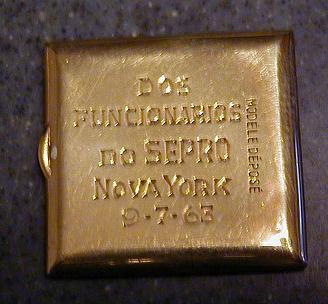 DOS
FUNCIONARIOS
DO SEPRO
NOVA YORK
9-7-63
MODELE DÉPOSÉ